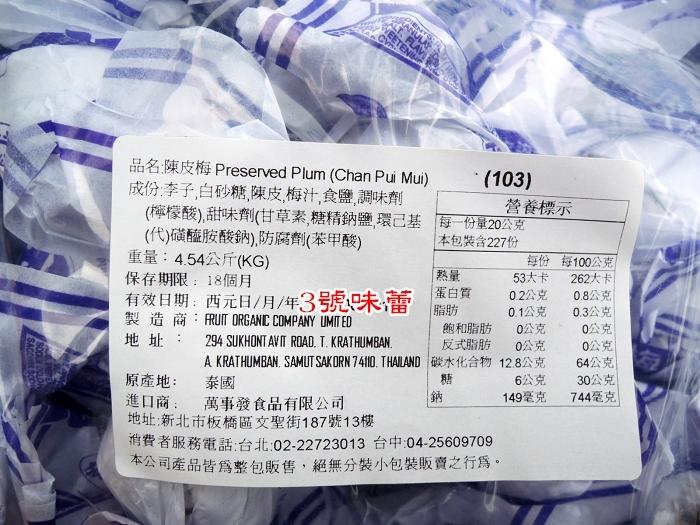 品名:陳皮梅 Preserved Plum (Chan Pui Mui)
(103)
成份:李子,白砂糖,陳皮,梅汁,食鹽,調味劑
(檸檬酸),甜味劑(甘草素,糖精鈉鹽,環己基
(代)磺醯胺酸鈉),防腐劑(苯甲酸)
重量：4.54公斤(KG)
保存期限：18個月
有效日期：西元日/月/年
3號味蕾
製 造 商：FRUIT ORGANIC COMPANY LIMITED
地 址 ：294 SUKHONTAVIT ROAD, T. KRATHUMBAN,
A. KRATHUMBAN, SAMUTSAKORN 74110, THAILAND
原產地： 泰國
進口商： 萬事發食品有限公司
地址:新北市板橋區文聖街187號13樓
消費者服務電話:台北:02-22723013 台中:04-25609709
本公司產品皆爲整包販售，絕無分裝小包裝販賣之行爲。
營養標示
每一份量20公克
本包裝含227份
每份 每100公克
熱量 53大卡 262大卡
蛋白質 0.2公克 0.8公克
脂肪 0.1公克 0.3公克
飽和脂肪 0公克 0公克
反式脂肪 0公克 0公克
碳水化合物 12.8公克 64公克
糖 6公克 30公克
鈉 149毫克 744毫克